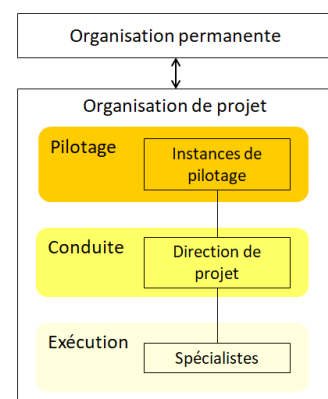 Organisation permanente
Organisation de projet
Pilotage
Instances de
pilotage
Conduite
Direction de
projet
Exécution
Spécialistes